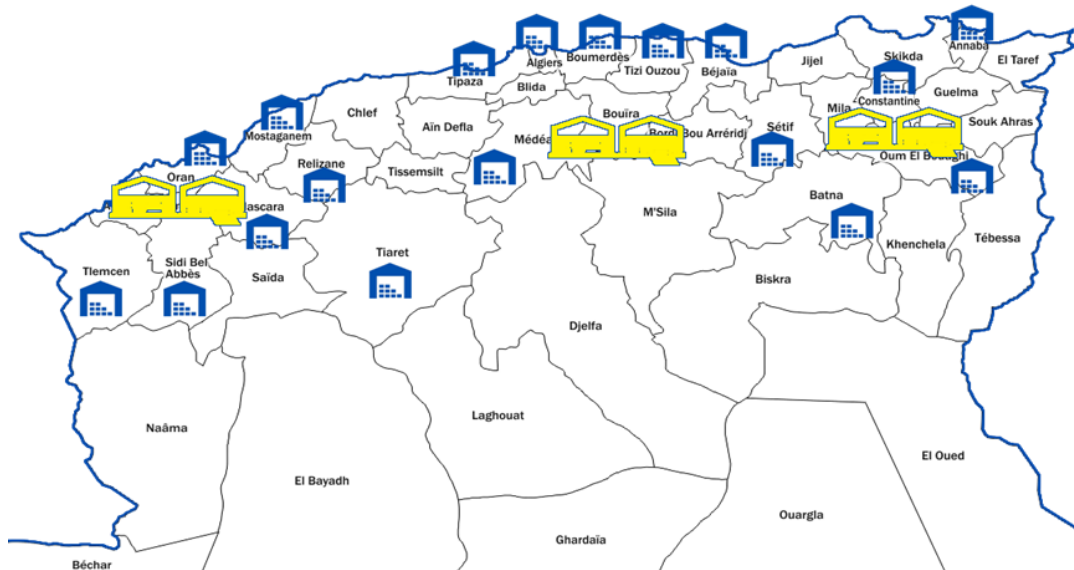 Annaba
Skikda
El Taref
Algiers
Boumerdès
Tizi Ouzou
Béjaïa
Jijel
Tipaza
Blida
Guelma
Constantine
Mila
Chlef
Bouïra
Souk Ahras
Aïn Defla
Médéa
Bou Arréridj
Sétif
Mostaganem
Relizane
Tissemsilt
Oum El Bouaghi
Oran
Batna
M'Sila
Khenchela
Tébessa
Tiaret
Sidi Bel
Abbès
Tlemcen
Saïda
Biskra
Djelfa
Laghouat
Naâma
El Oued
El Bayadh
Ouargla
Ghardaïa
Béchar